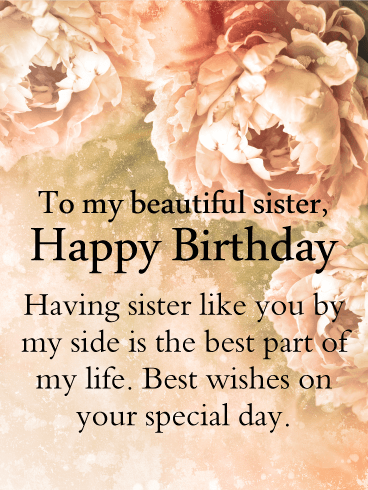 To my beautiful sister,
Happy Birthday
Having sister like you by
my side is the best part of
my life. Best wishes on
your special day.